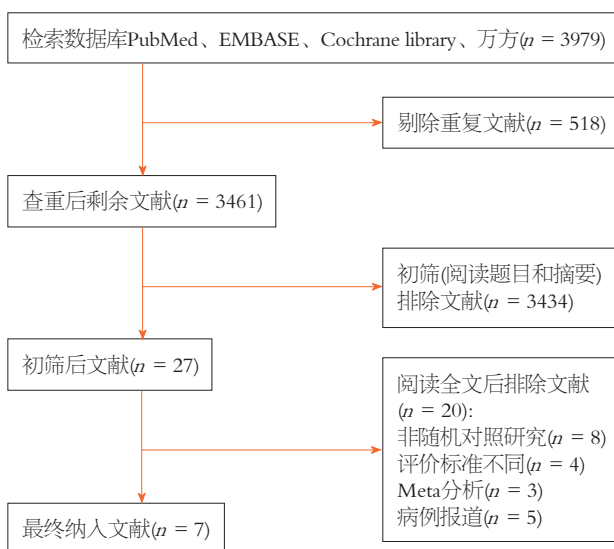 检索数据库PubMed、EMBASE、Cochrane library、万方(n = 3979)
剔除重复文献(n = 518)
查重后剩余文献(n = 3461)
初筛(阅读题目和摘要)
排除文献(n = 3434)
初筛后文献(n = 27)
阅读全文后排除文献
(n = 20):
非随机对照研究(n = 8)
评价标准不同(n = 4)
Meta分析(n = 3)
病例报道(n = 5)
最终纳入文献(n = 7)